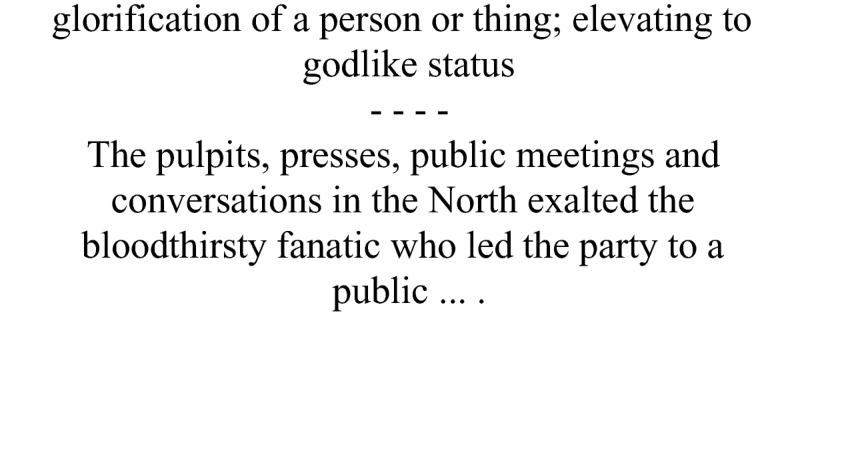 glorification of a person or thing; elevating to
godlike status
- - - -
The pulpits, presses, public meetings and
conversations in the North exalted the
bloodthirsty fanatic who led the party to a
public ... .